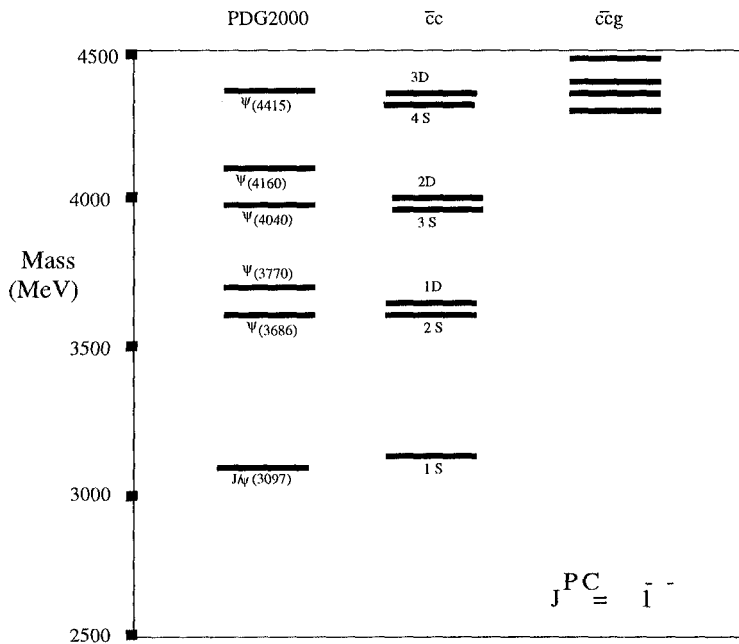 PDG2000 c̄c c̄cg
4500
3D
ψ(4415)
4 S
ψ(4160)
2D
4000
ψ(4040)
3 S
Mass
(MeV)
ψ(3770)
1D
ψ(3686)
2 S
3500
J/ψ(3097)
1 S
3000
J^PC = 1^- -
2500